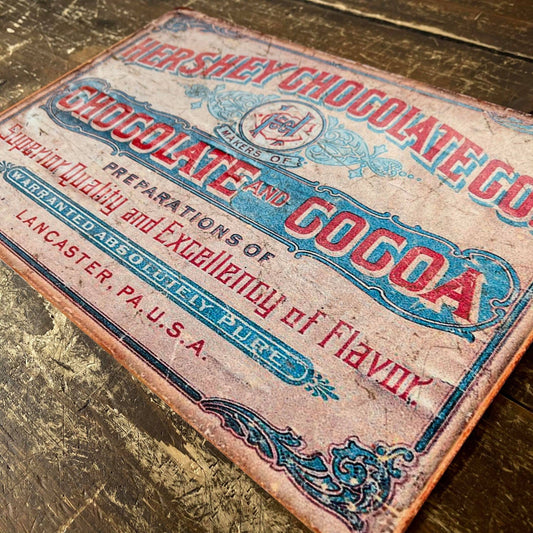 HERSHEY CHOCOLATE CO.
MAKERS OF
CHOCOLATE AND COCOA
PREPARATIONS OF
Superior Quality and Excellency of Flavor.
WARRANTED ABSOLUTELY PURE
LANCASTER, PA. U.S.A.